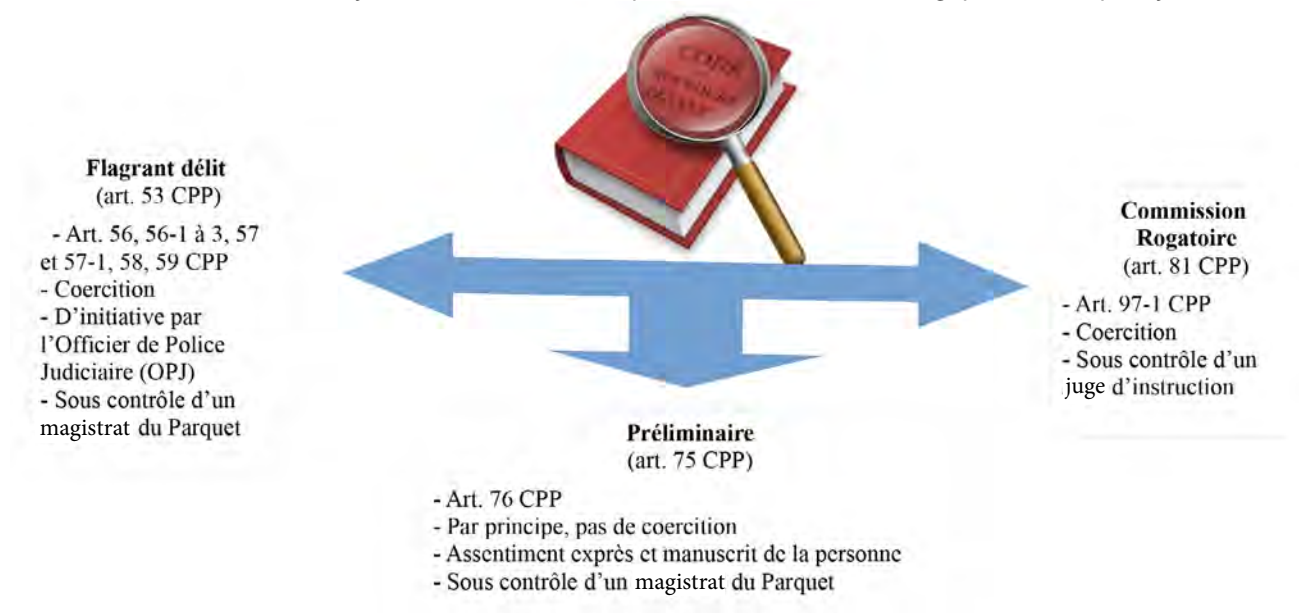 CODE
Flagrant délit
(art. 53 CPP)
- Art. 56, 56-1 à 3, 57
et 57-1, 58, 59 CPP
- Coercition
- D’initiative par
l’Officier de Police
Judiciaire (OPJ)
- Sous contrôle d’un
magistrat du Parquet
Préliminaire
(art. 75 CPP)
- Art. 76 CPP
- Par principe, pas de coercition
- Assentiment exprès et manuscrit de la personne
- Sous contrôle d’un magistrat du Parquet
Commission
Rogatoire
(art. 81 CPP)
- Art. 97-1 CPP
- Coercition
- Sous contrôle d’un
juge d’instruction